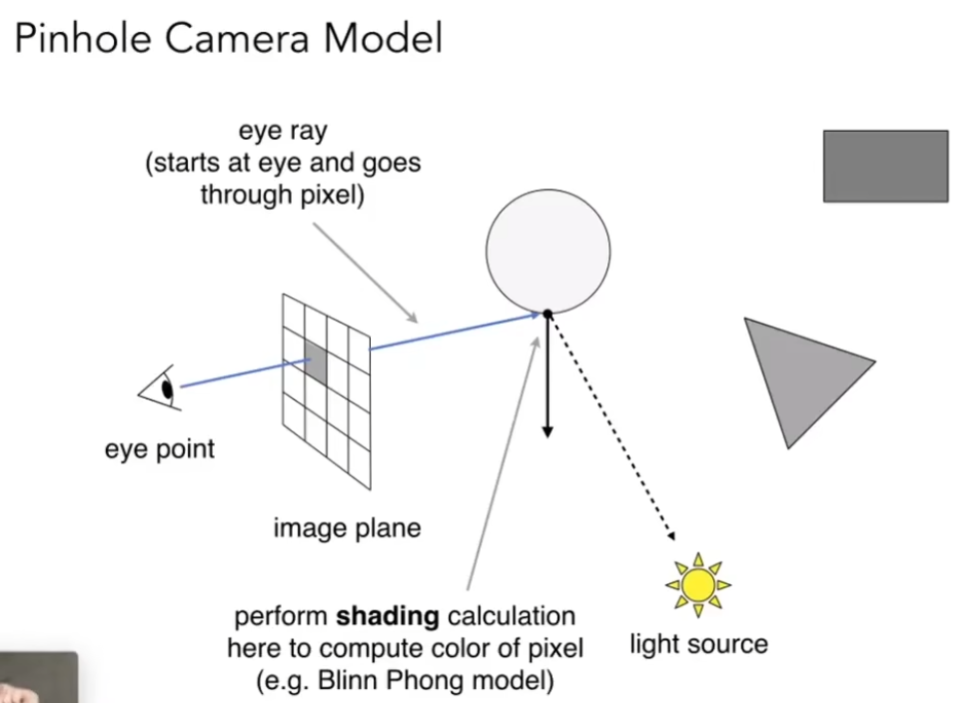 Pinhole Camera Model
eye ray
(starts at eye and goes
through pixel)
eye point
image plane
perform shading calculation
here to compute color of pixel
(e.g. Blinn Phong model)
light source